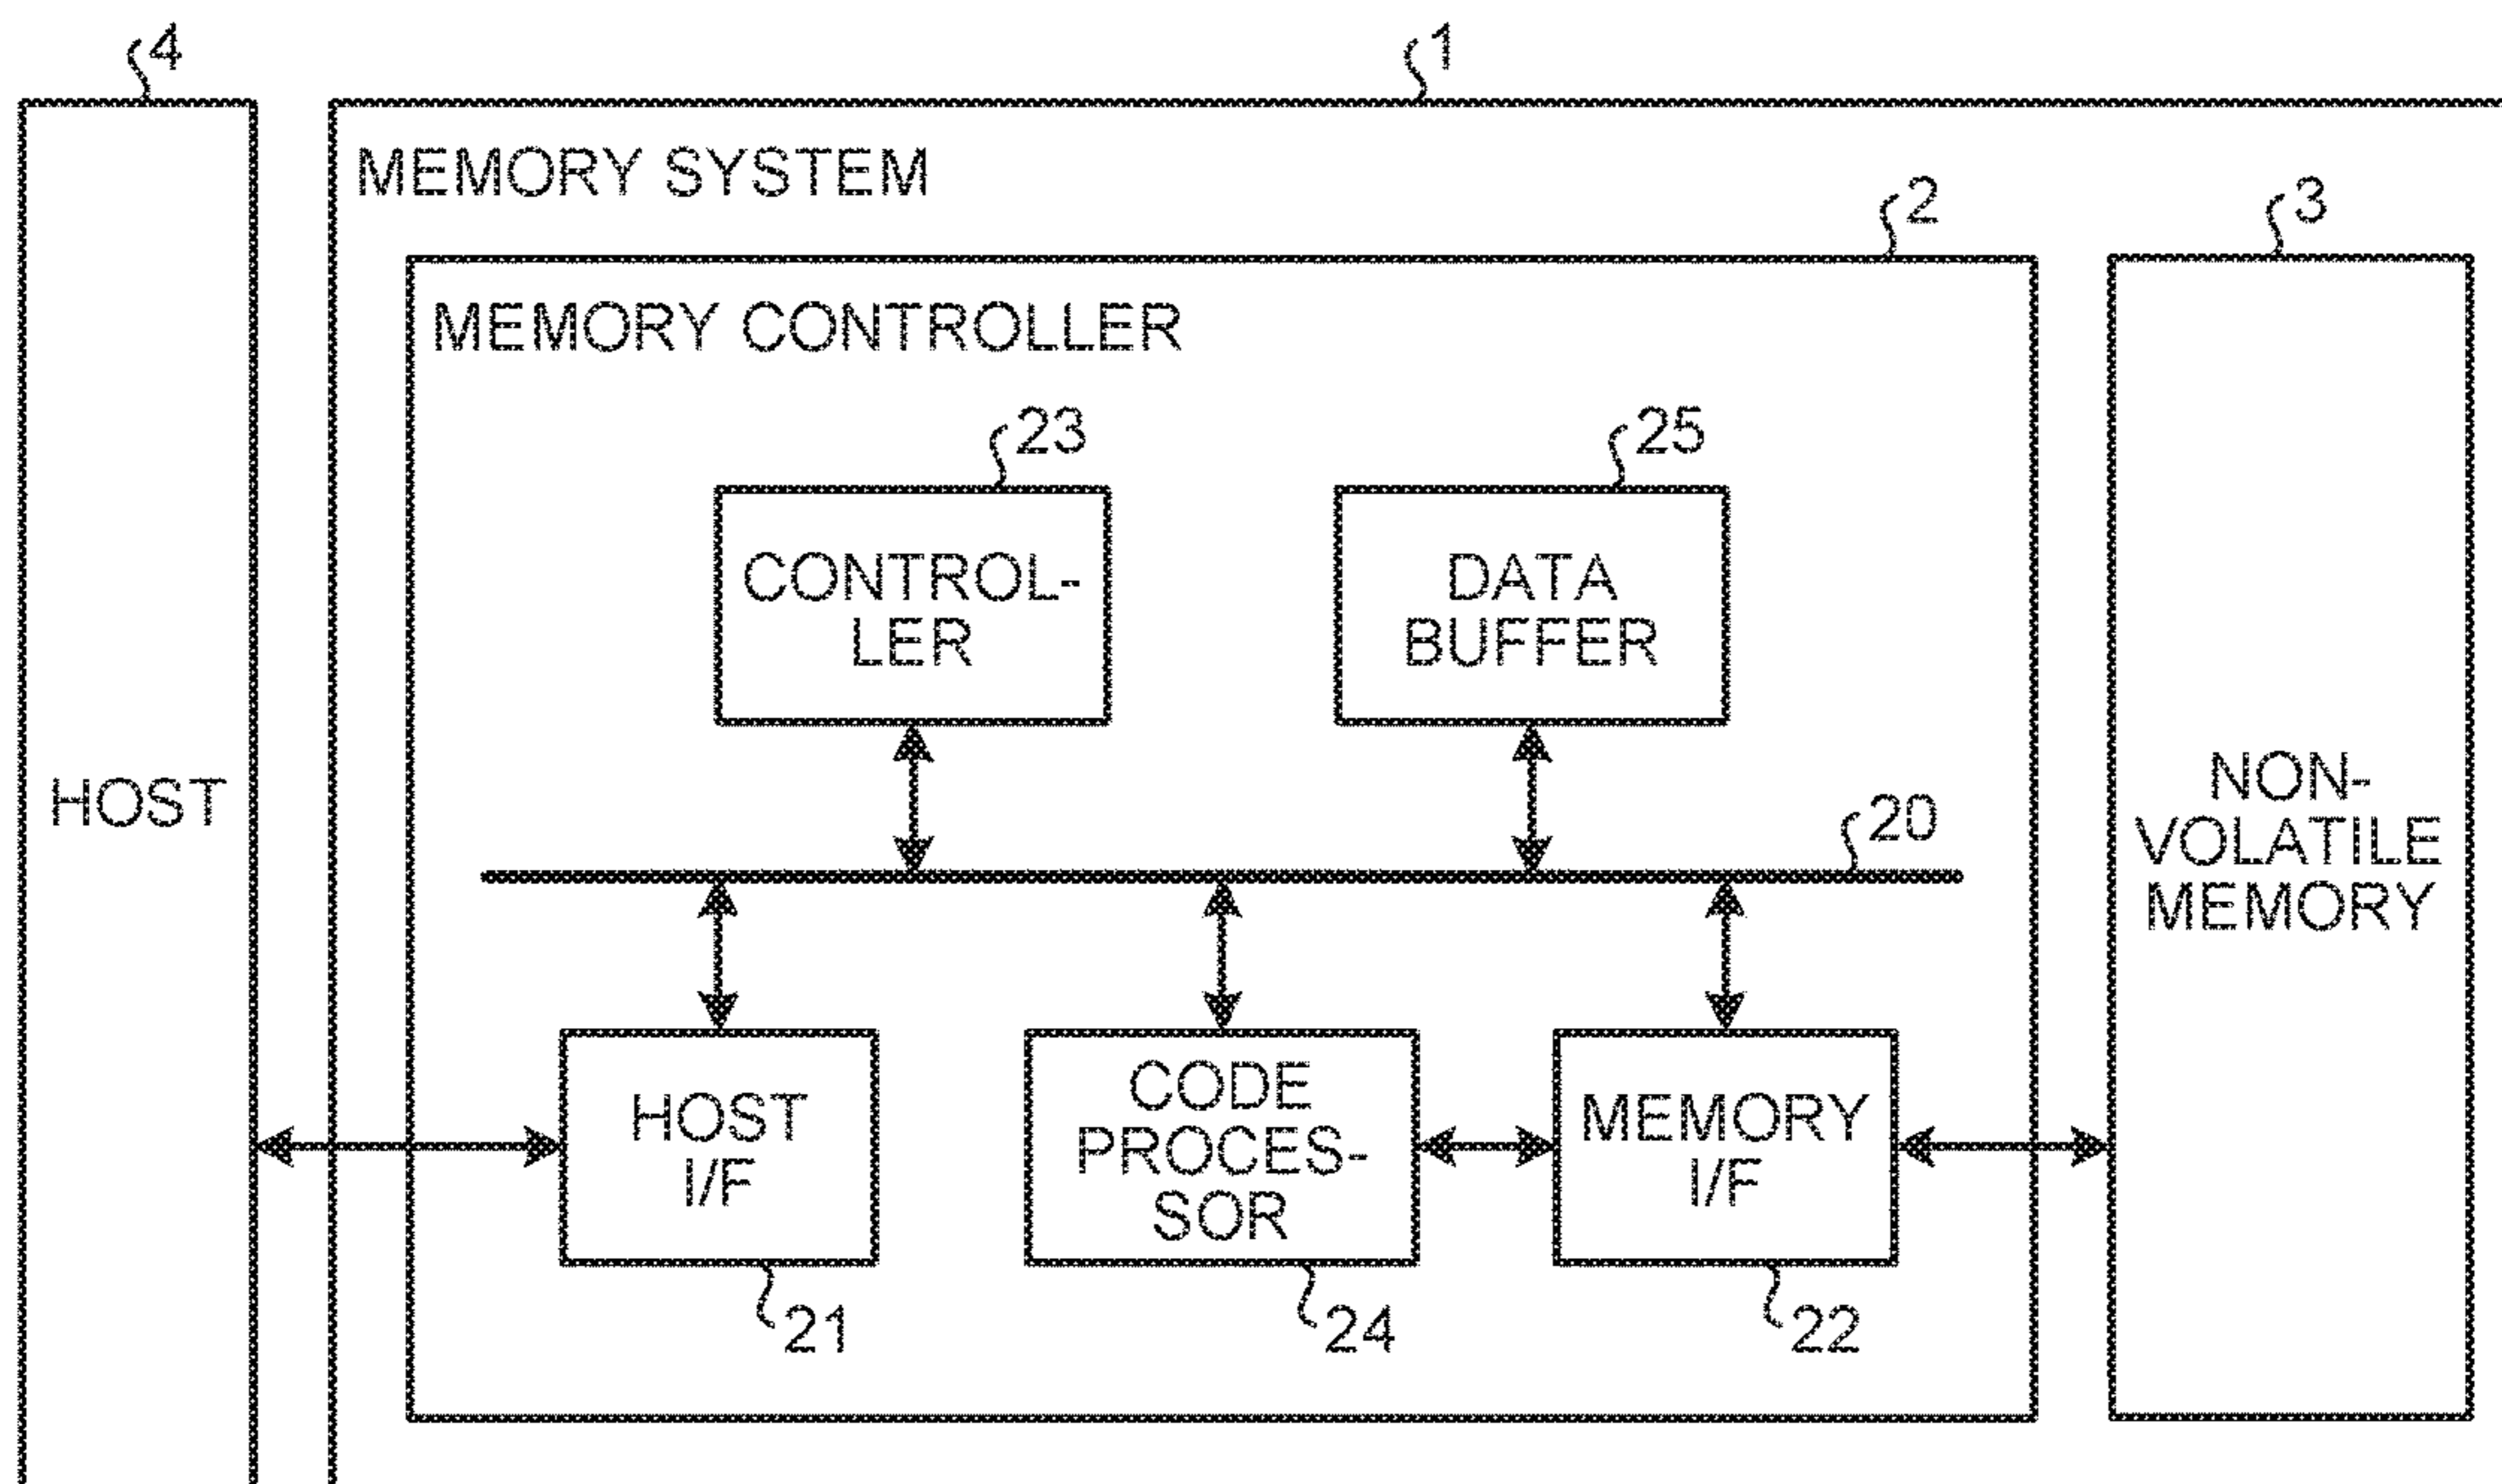 4
1
MEMORY SYSTEM
2
3
MEMORY CONTROLLER
23
25
CONTROL-
LER
DATA
BUFFER
HOST
NON-
VOLATILE
MEMORY
20
HOST
I/F
CODE
PROCES-
SOR
MEMORY
I/F
21
24
22